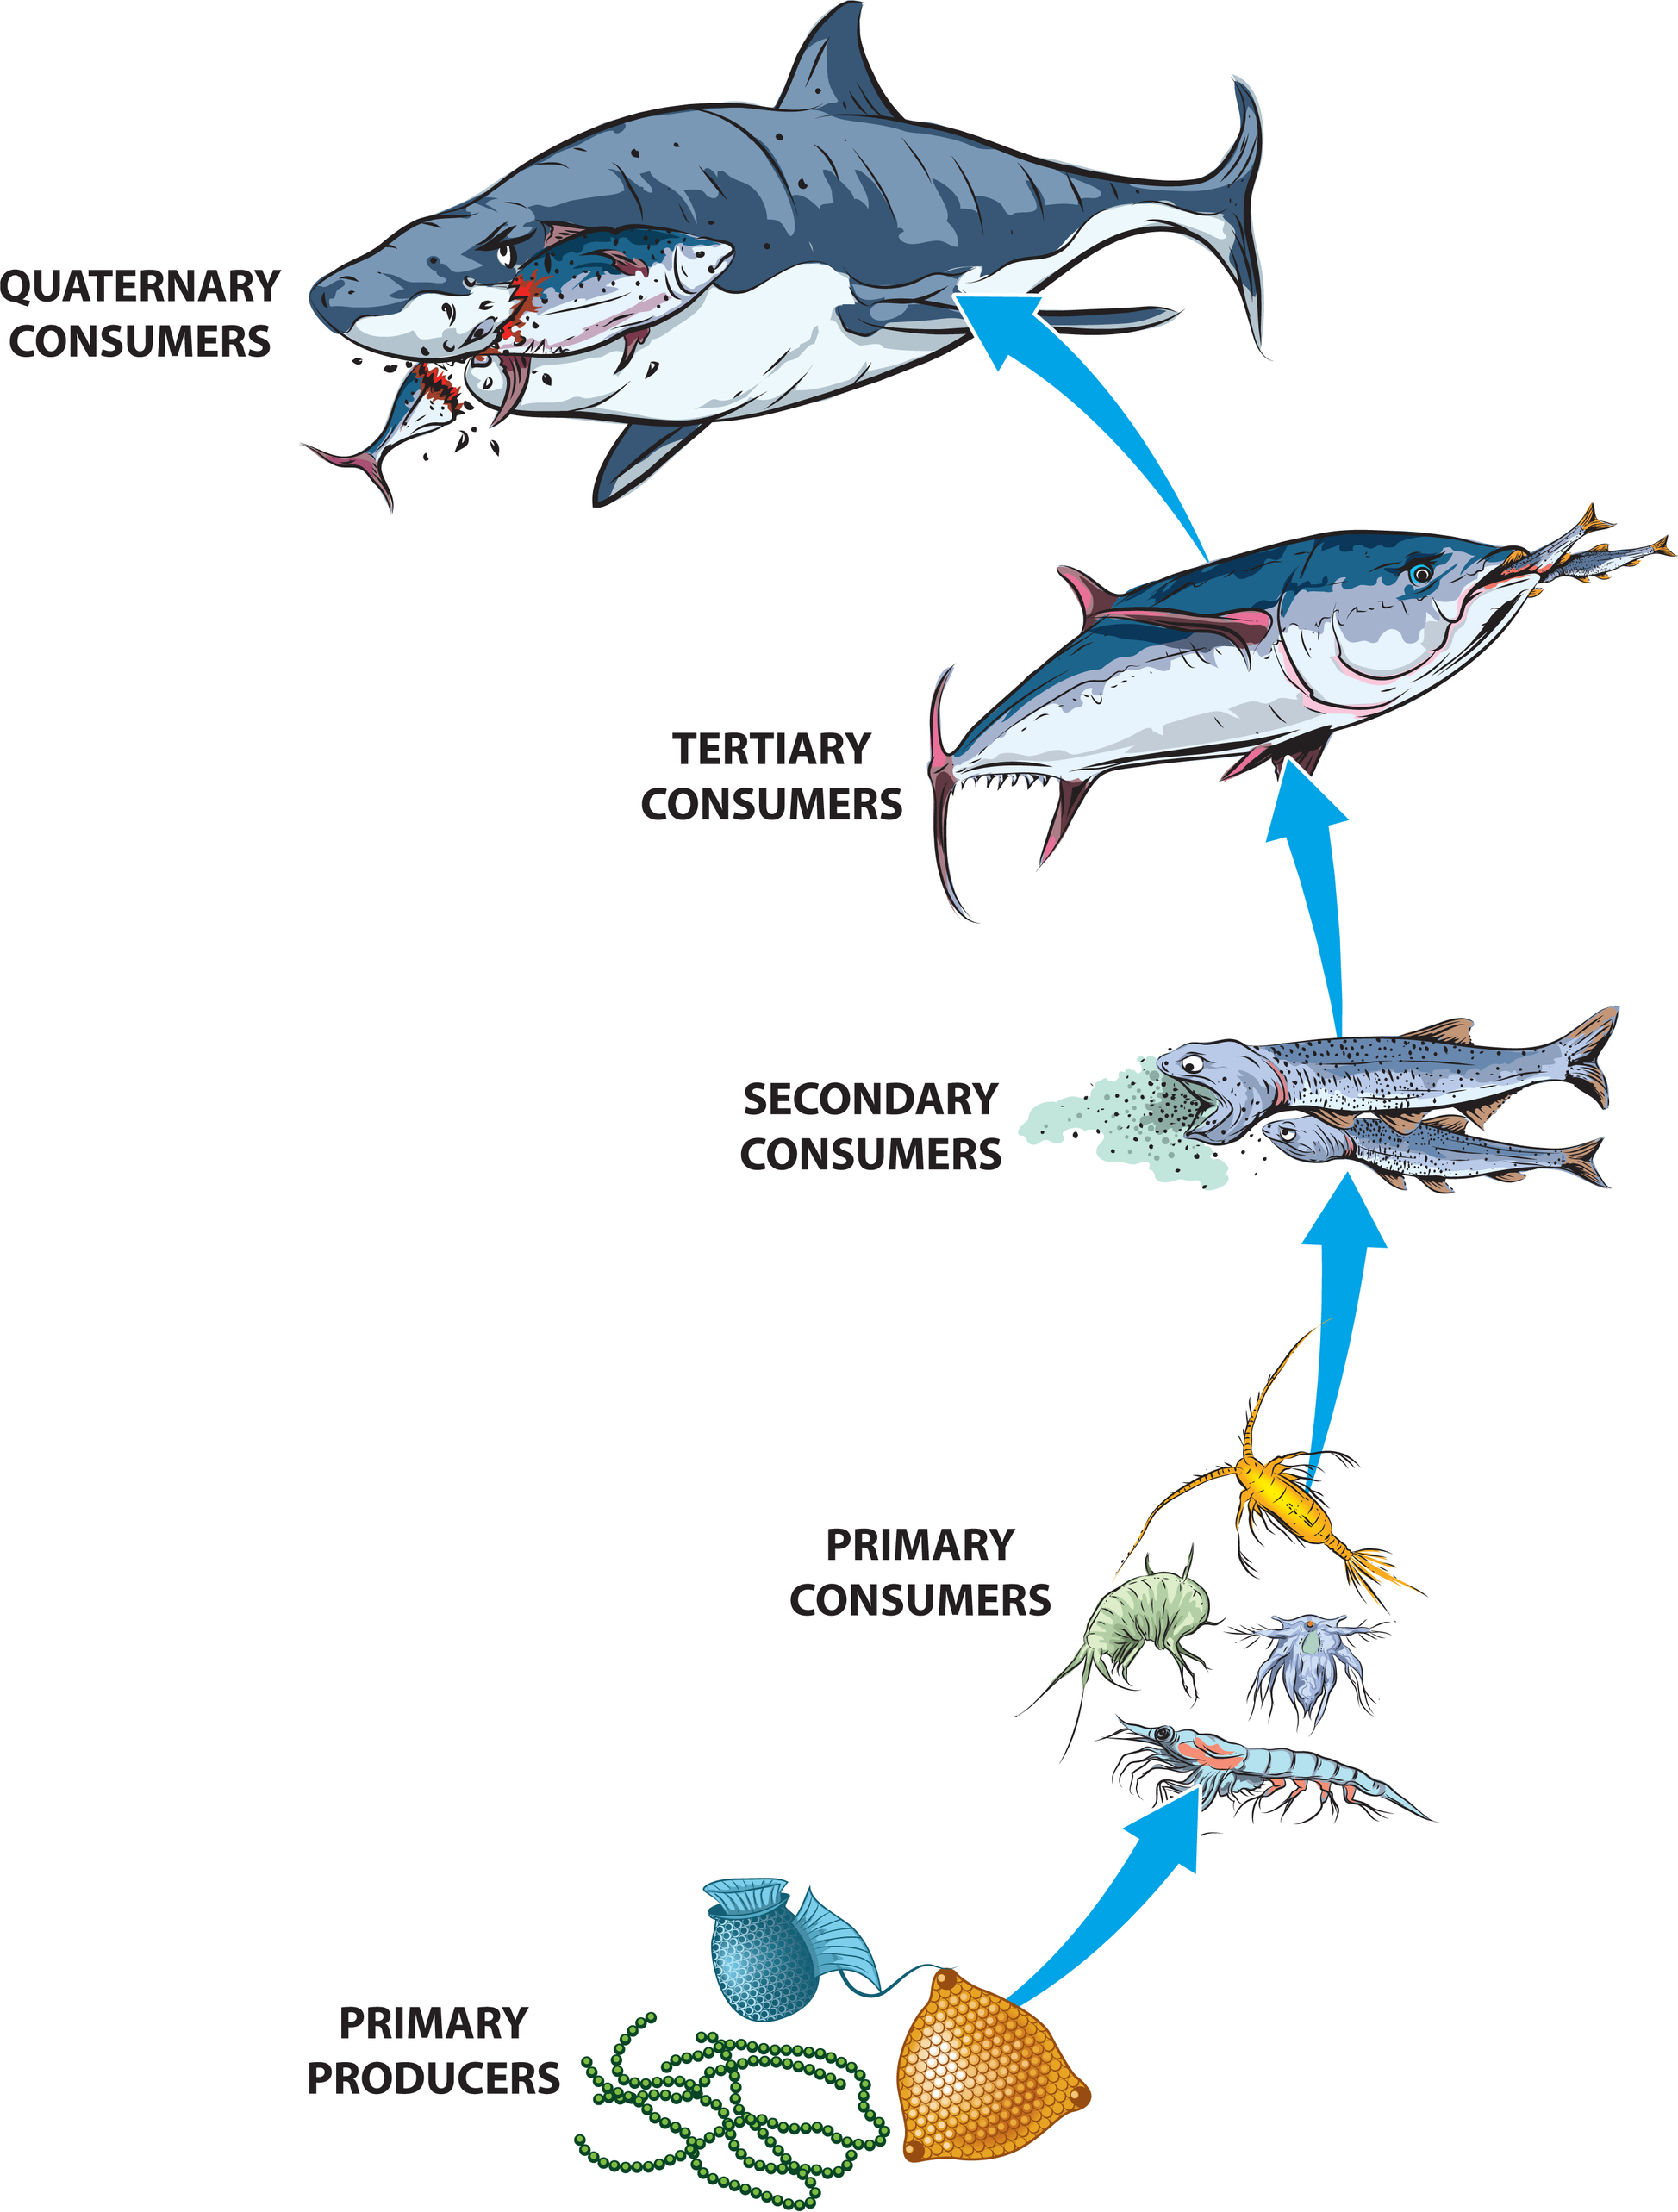 QUATERNARY
CONSUMERS
TERTIARY
CONSUMERS
SECONDARY
CONSUMERS
PRIMARY
CONSUMERS
PRIMARY
PRODUCERS